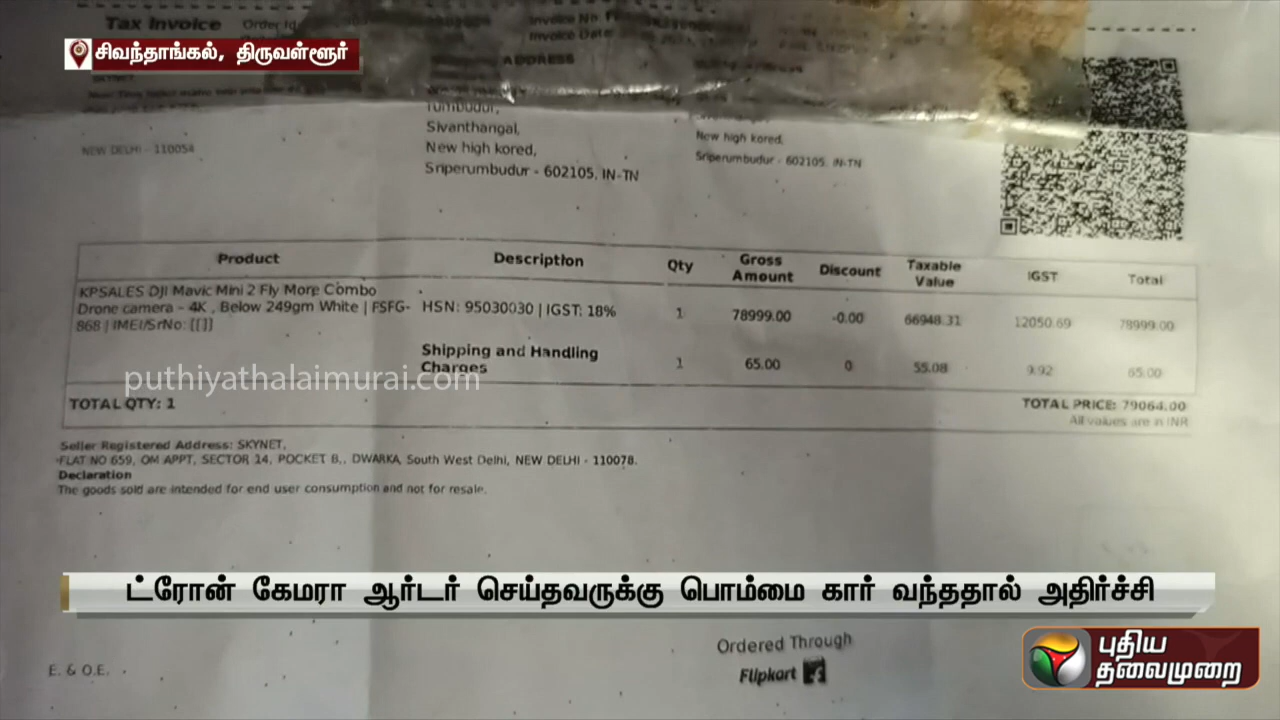 Tax Invoice Order Id
Invoice No
Invoice Date
சிவந்தாங்கல், திருவள்ளூர்
ADDRESS
Sivanthangal,
New high kored,
New high kored,
NEW DELHI - 110054
Sriperumbudur - 602105, IN-TN
Sriperumbudur - 602105, IN-TN
Product Description Qty Gross Amount Discount Taxable Value IGST Total
KPSALES DJI Mavic Mini 2 Fly More Combo
Drone camera - 4K , Below 249gm White | FSFG-
868 | IMEI/SrNo: [[]]
HSN: 95030030 | IGST: 18% 1 78999.00 -0.00 66948.31 12050.69 78999.00
Shipping and Handling
Charges 1 65.00 0 55.08 9.92 65.00
puthiyathalaimurai.com
TOTAL QTY: 1 TOTAL PRICE: 79064.00
All values are in INR
Seller Registered Address: SKYNET,
FLAT NO 659, OM APPT, SECTOR 14, POCKET B,, DWARKA, South West Delhi, NEW DELHI - 110078.
Declaration
The goods sold are intended for end user consumption and not for resale.
ட்ரோன் கேமரா ஆர்டர் செய்தவருக்கு பொம்மை கார் வந்ததால் அதிர்ச்சி
Ordered Through
Flipkart
E. & O.E.
புதிய
தலைமுறை